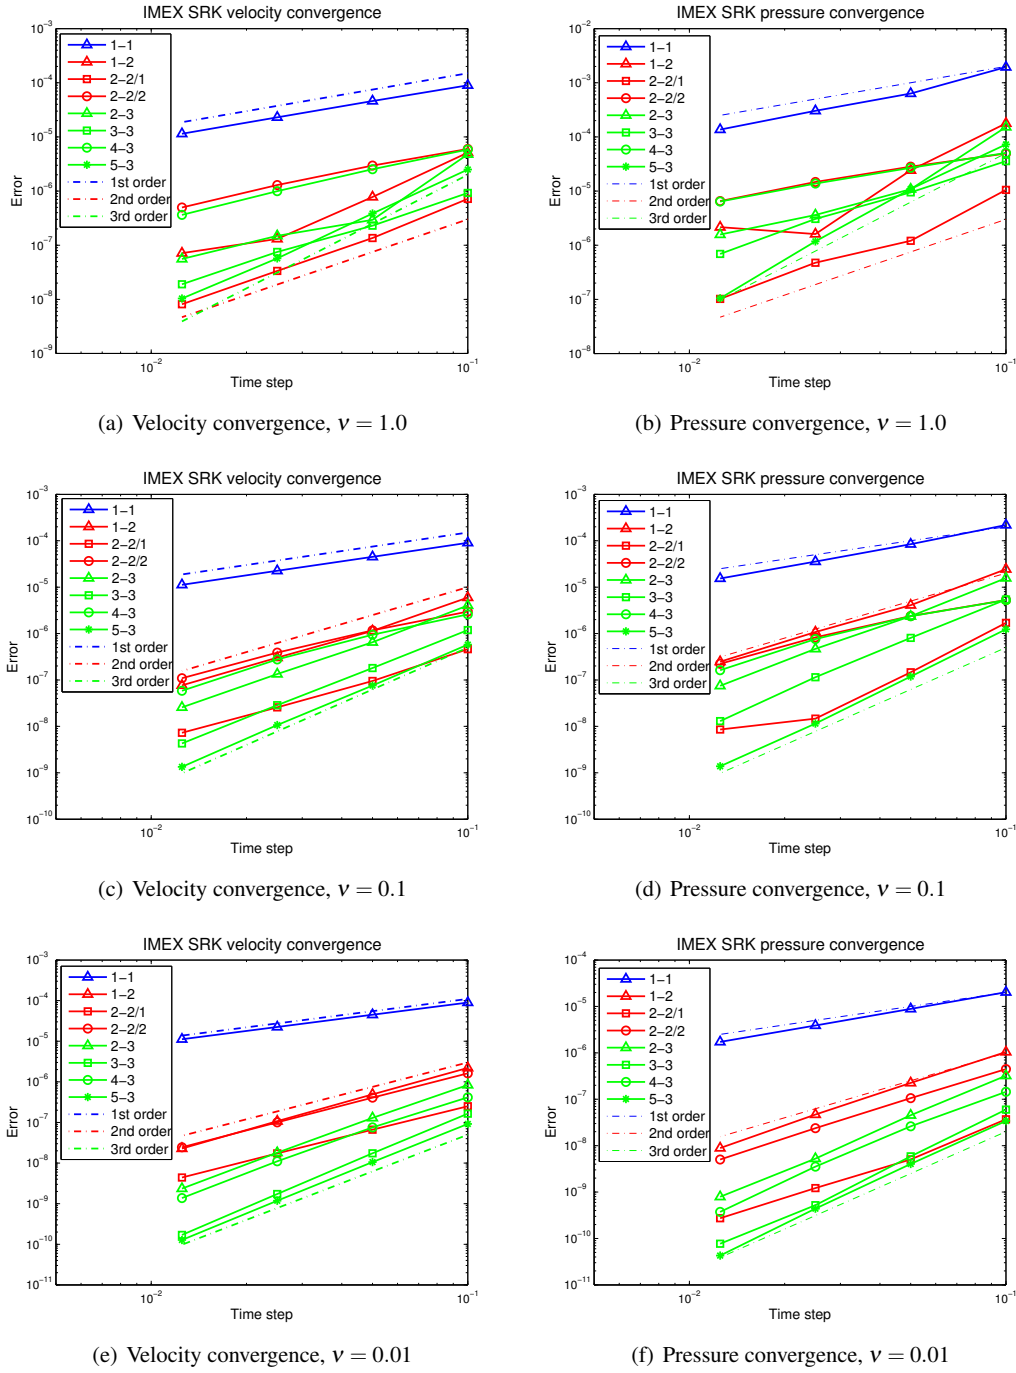 IMEX SRK velocity convergence
10^-3
10^-4
10^-5
10^-6
10^-7
10^-8
10^-9
Error
1-1
1-2
2-2/1
2-2/2
2-3
3-3
4-3
5-3
1st order
2nd order
3rd order
10^-2
10^-1
Time step
(a) Velocity convergence, ν = 1.0
IMEX SRK pressure convergence
10^-3
10^-4
10^-5
10^-6
10^-7
10^-8
Error
1-1
1-2
2-2/1
2-2/2
2-3
3-3
4-3
5-3
1st order
2nd order
3rd order
10^-2
10^-1
Time step
(b) Pressure convergence, ν = 1.0
IMEX SRK velocity convergence
10^-3
10^-4
10^-5
10^-6
10^-7
10^-8
10^-9
10^-10
Error
1-1
1-2
2-2/1
2-2/2
2-3
3-3
4-3
5-3
1st order
2nd order
3rd order
10^-2
10^-1
Time step
(c) Velocity convergence, ν = 0.1
IMEX SRK pressure convergence
10^-3
10^-4
10^-5
10^-6
10^-7
10^-8
10^-9
10^-10
Error
1-1
1-2
2-2/1
2-2/2
2-3
3-3
4-3
5-3
1st order
2nd order
3rd order
10^-2
10^-1
Time step
(d) Pressure convergence, ν = 0.1
IMEX SRK velocity convergence
10^-3
10^-4
10^-5
10^-6
10^-7
10^-8
10^-9
10^-10
10^-11
Error
1-1
1-2
2-2/1
2-2/2
2-3
3-3
4-3
5-3
1st order
2nd order
3rd order
10^-2
10^-1
Time step
(e) Velocity convergence, ν = 0.01
IMEX SRK pressure convergence
10^-4
10^-5
10^-6
10^-7
10^-8
10^-9
10^-10
10^-11
Error
1-1
1-2
2-2/1
2-2/2
2-3
3-3
4-3
5-3
1st order
2nd order
3rd order
10^-2
10^-1
Time step
(f) Pressure convergence, ν = 0.01